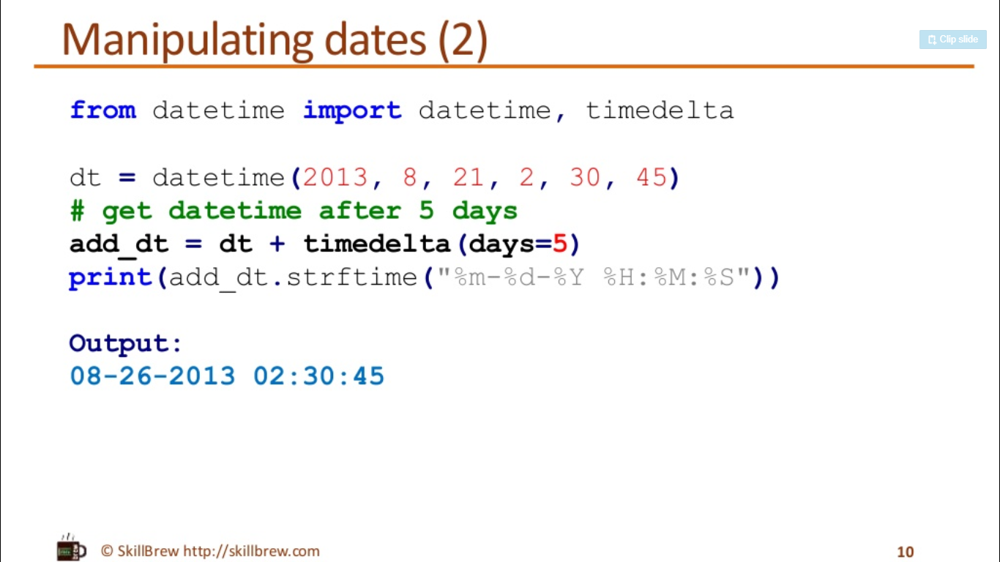 Manipulating dates (2)
Clip slide
from datetime import datetime, timedelta
dt = datetime(2013, 8, 21, 2, 30, 45)
# get datetime after 5 days
add_dt = dt + timedelta(days=5)
print(add_dt.strftime("%m-%d-%Y %H:%M:%S"))
Output:
08-26-2013 02:30:45
© SkillBrew http://skillbrew.com
10